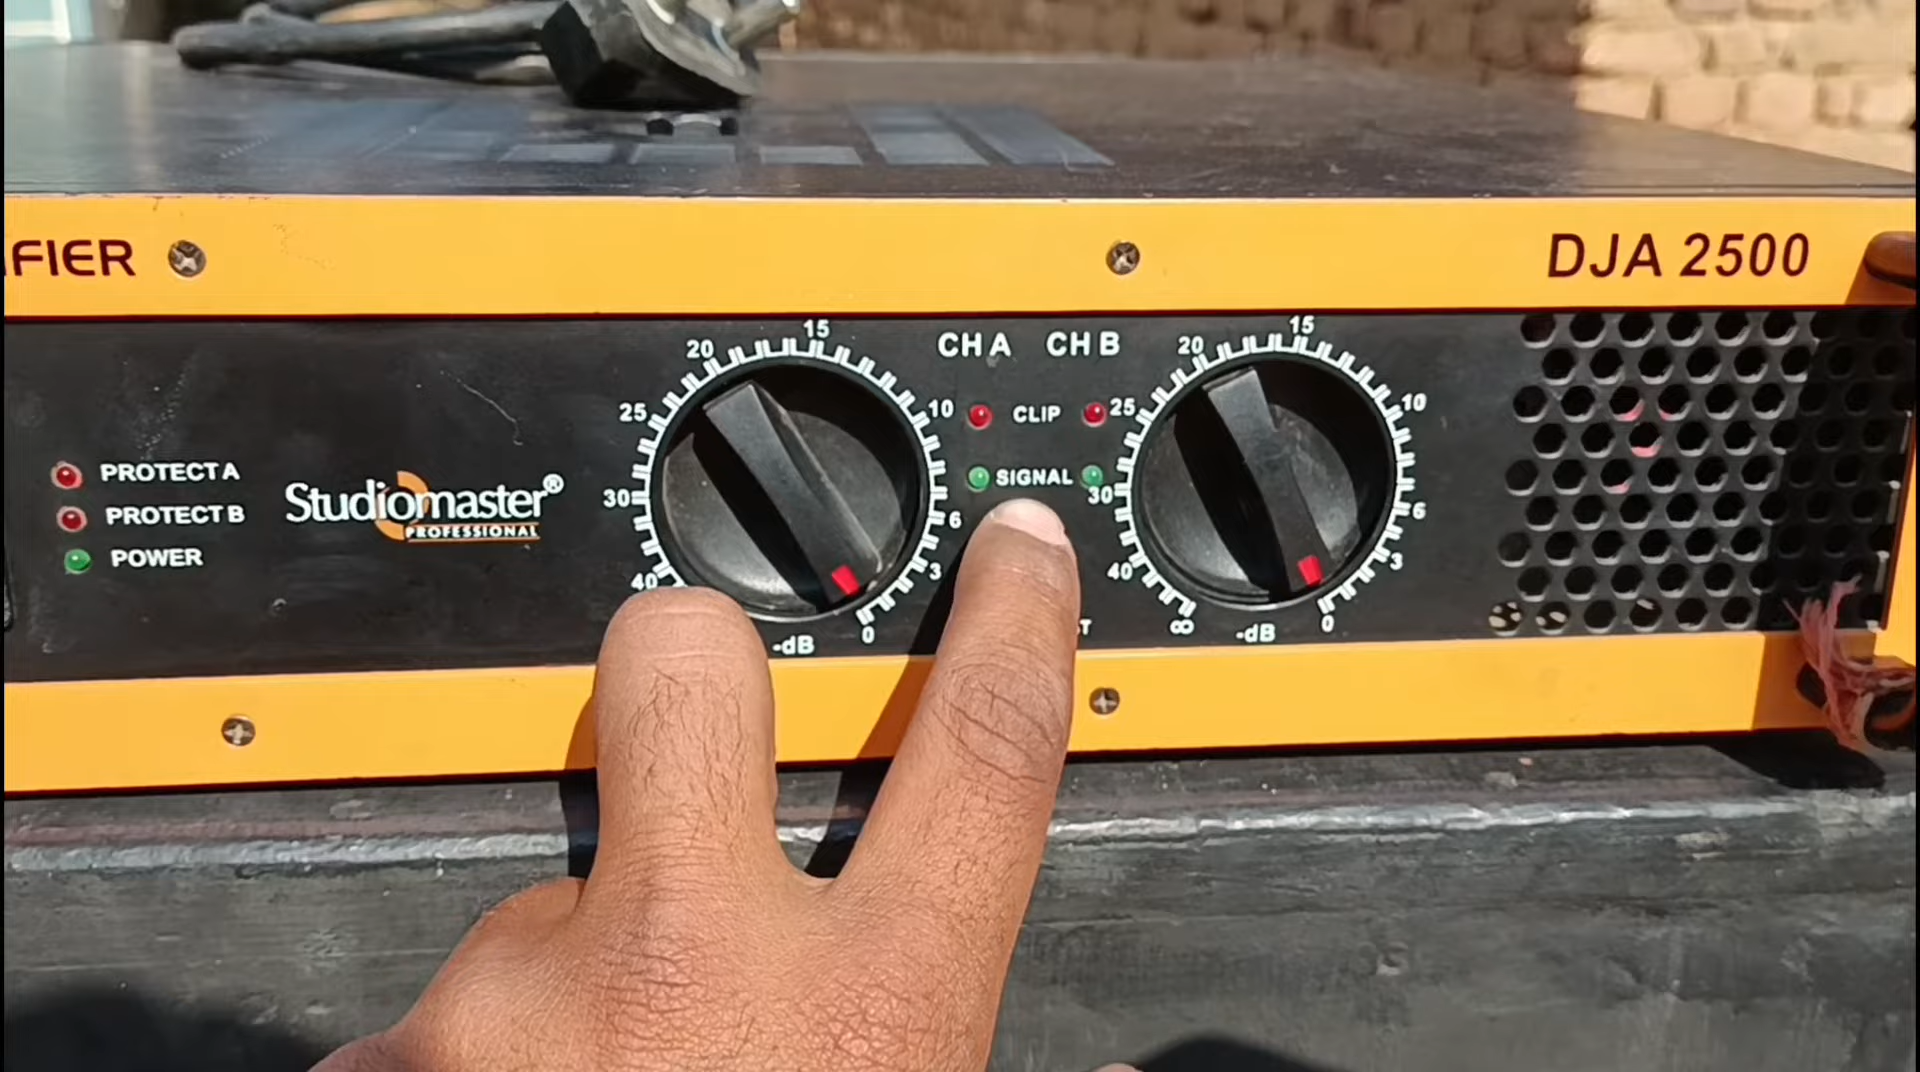 FIER
DJA 2500
PROTECT A
PROTECT B
POWER
Studiomaster®
PROFESSIONAL
15
20
25
30
40
10
6
3
0
-dB
CH A CH B
CLIP
SIGNAL
15
20
25
30
40
∞
10
6
3
0
-dB